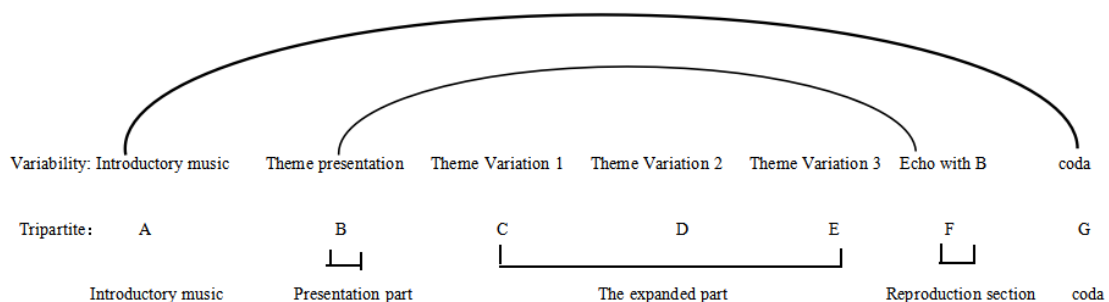 Variability: Introductory music Theme presentation Theme Variation 1 Theme Variation 2 Theme Variation 3 Echo with B coda
Tripartite： A B C D E F G
Introductory music Presentation part The expanded part Reproduction section coda